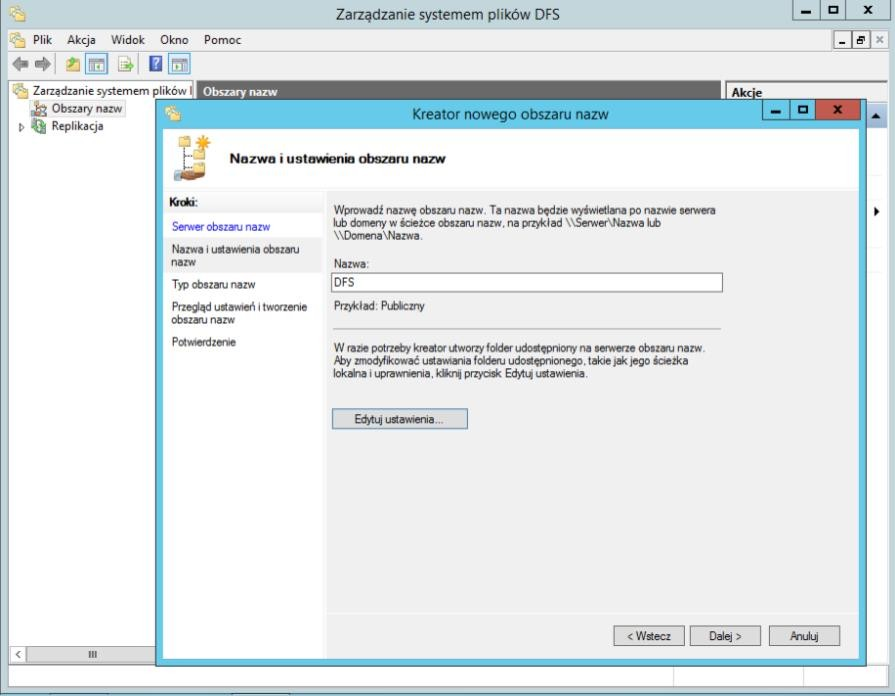 Zarządzanie systemem plików DFS
Plik Akcja Widok Okno Pomoc
Zarządzanie systemem plików I
Obszary nazw
Akcje
Obszary nazw
Replikacja
Kreator nowego obszaru nazw
Nazwa i ustawienia obszaru nazw
Kroki:
Serwer obszaru nazw
Nazwa i ustawienia obszaru
nazw
Typ obszaru nazw
Przegląd ustawień i tworzenie
obszaru nazw
Potwierdzenie
Wprowadź nazwę obszaru nazw. Ta nazwa będzie wyświetlana po nazwie serwera
lub domeny w ścieżce obszaru nazw, na przykład \\Serwer\Nazwa lub
\\Domena\Nazwa.
Nazwa:
DFS
Przykład: Publiczny
W razie potrzeby kreator utworzy folder udostępniony na serwerze obszaru nazw.
Aby zmodyfikować ustawiania folderu udostępnionego, takie jak jego ścieżka
lokalna i uprawnienia, kliknij przycisk Edytuj ustawienia.
Edytuj ustawienia...
< Wstecz
Dalej >
Anuluj